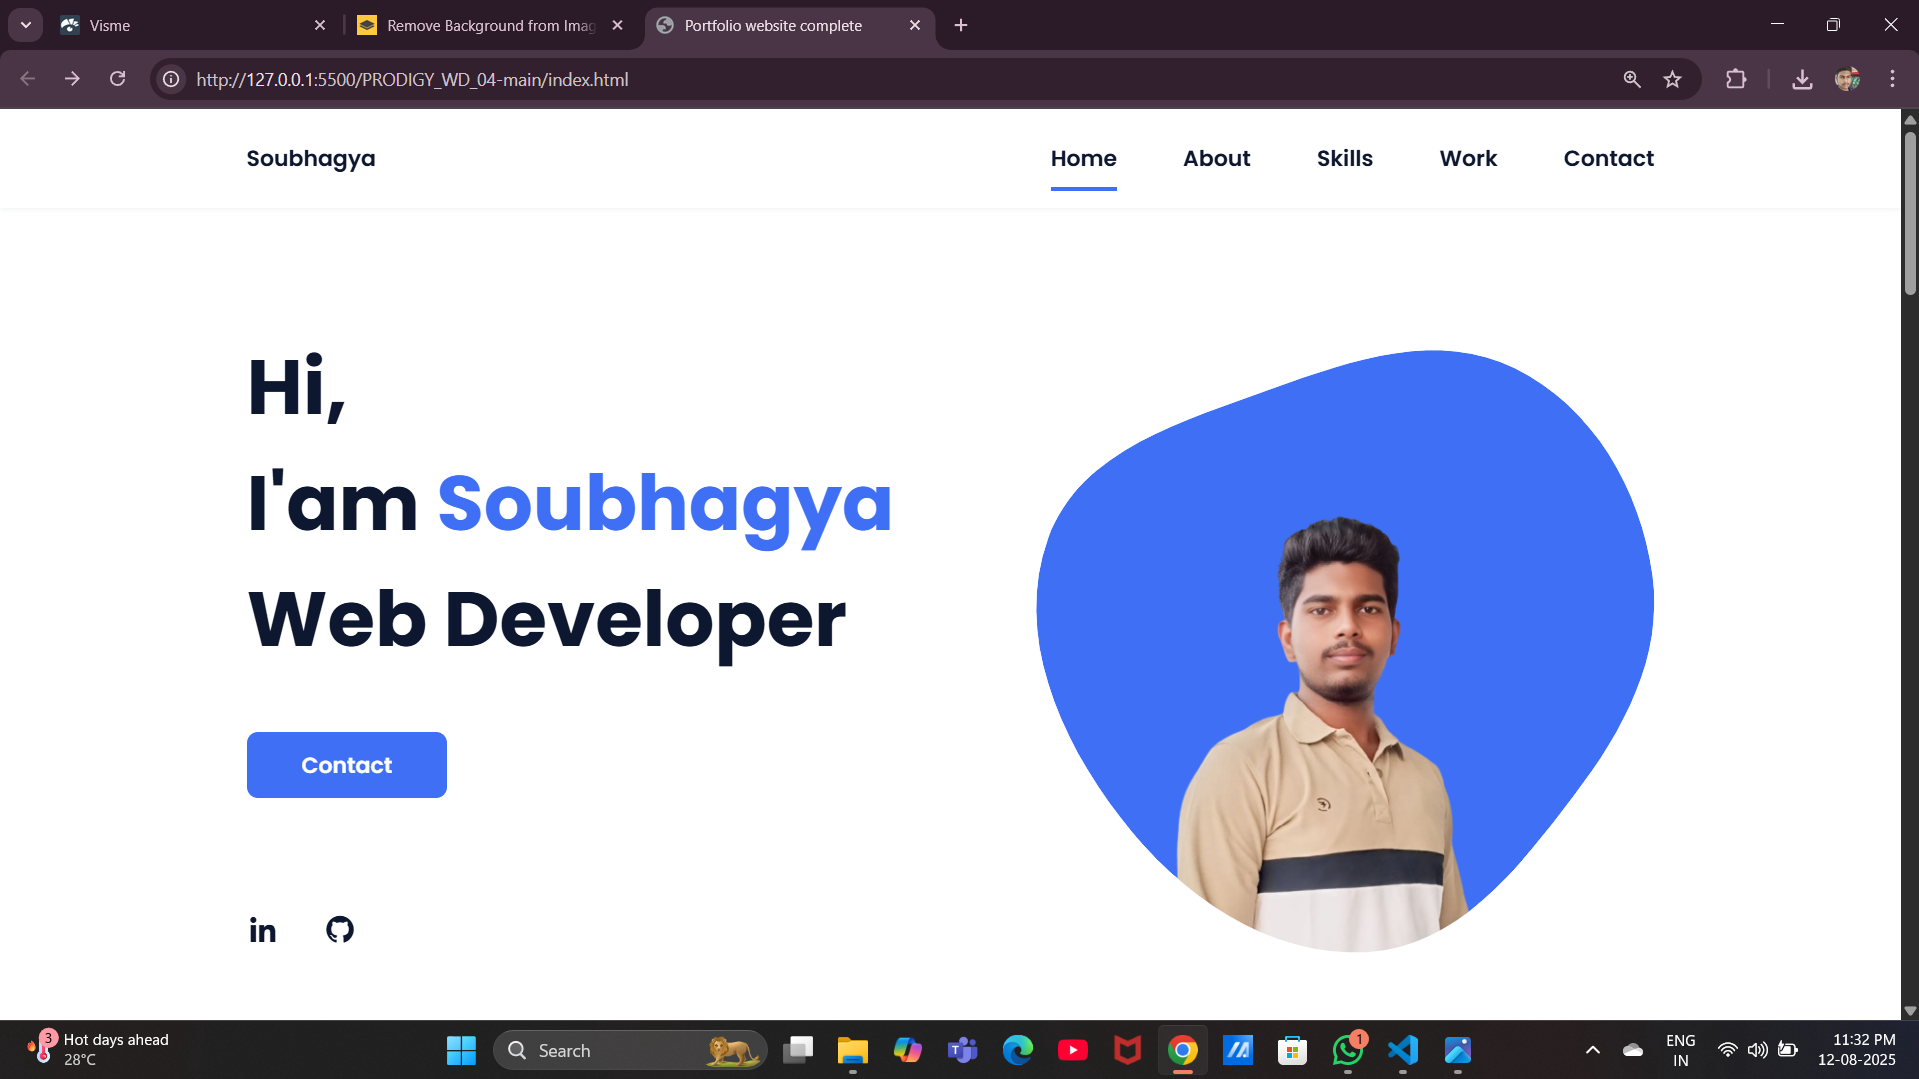 Visme
Remove Background from Imag
Portfolio website complete
http://127.0.0.1:5500/PRODIGY_WD_04-main/index.html
Soubhagya
Home
About
Skills
Work
Contact
Hi,
I'am Soubhagya
Web Developer
Contact
in
3
Hot days ahead
28°C
Search
1
ENG
IN
11:32 PM
12-08-2025